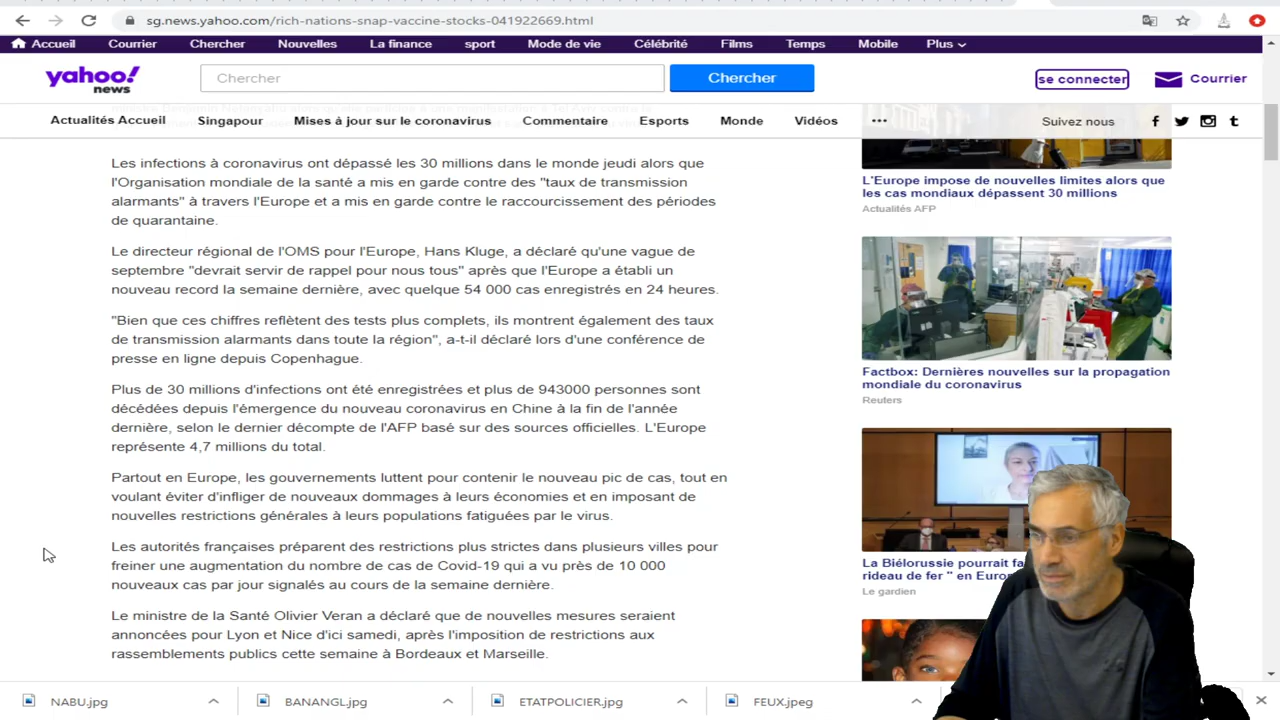 sg.news.yahoo.com/rich-nations-snap-vaccine-stocks-041922669.html
Accueil Courrier Chercher Nouvelles La finance sport Mode de vie Célébrité Films Temps Mobile Plus
yahoo!
news
Chercher
Chercher
se connecter
Courrier
Actualités Accueil Singapour Mises à jour sur le coronavirus Commentaire Esports Monde Vidéos ... Suivez nous
Les infections à coronavirus ont dépassé les 30 millions dans le monde jeudi alors que
l'Organisation mondiale de la santé a mis en garde contre des "taux de transmission
alarmants" à travers l'Europe et a mis en garde contre le raccourcissement des périodes
de quarantaine.
Le directeur régional de l'OMS pour l'Europe, Hans Kluge, a déclaré qu'une vague de
septembre "devrait servir de rappel pour nous tous" après que l'Europe a établi un
nouveau record la semaine dernière, avec quelque 54 000 cas enregistrés en 24 heures.
"Bien que ces chiffres reflètent des tests plus complets, ils montrent également des taux
de transmission alarmants dans toute la région", a-t-il déclaré lors d'une conférence de
presse en ligne depuis Copenhague.
Plus de 30 millions d'infections ont été enregistrées et plus de 943000 personnes sont
décédées depuis l'émergence du nouveau coronavirus en Chine à la fin de l'année
dernière, selon le dernier décompte de l'AFP basé sur des sources officielles. L'Europe
représente 4,7 millions du total.
Partout en Europe, les gouvernements luttent pour contenir le nouveau pic de cas, tout en
voulant éviter d'infliger de nouveaux dommages à leurs économies et en imposant de
nouvelles restrictions générales à leurs populations fatiguées par le virus.
Les autorités françaises préparent des restrictions plus strictes dans plusieurs villes pour
freiner une augmentation du nombre de cas de Covid-19 qui a vu près de 10 000
nouveaux cas par jour signalés au cours de la semaine dernière.
Le ministre de la Santé Olivier Veran a déclaré que de nouvelles mesures seraient
annoncées pour Lyon et Nice d'ici samedi, après l'imposition de restrictions aux
rassemblements publics cette semaine à Bordeaux et Marseille.
L'Europe impose de nouvelles limites alors que
les cas mondiaux dépassent 30 millions
Actualités AFP
Factbox: Dernières nouvelles sur la propagation
mondiale du coronavirus
Reuters
La Biélorussie pourrait fa
rideau de fer " en Euro
Le gardien
NABU.jpg BANANGL.jpg ETATPOLICIER.jpg FEUX.jpeg